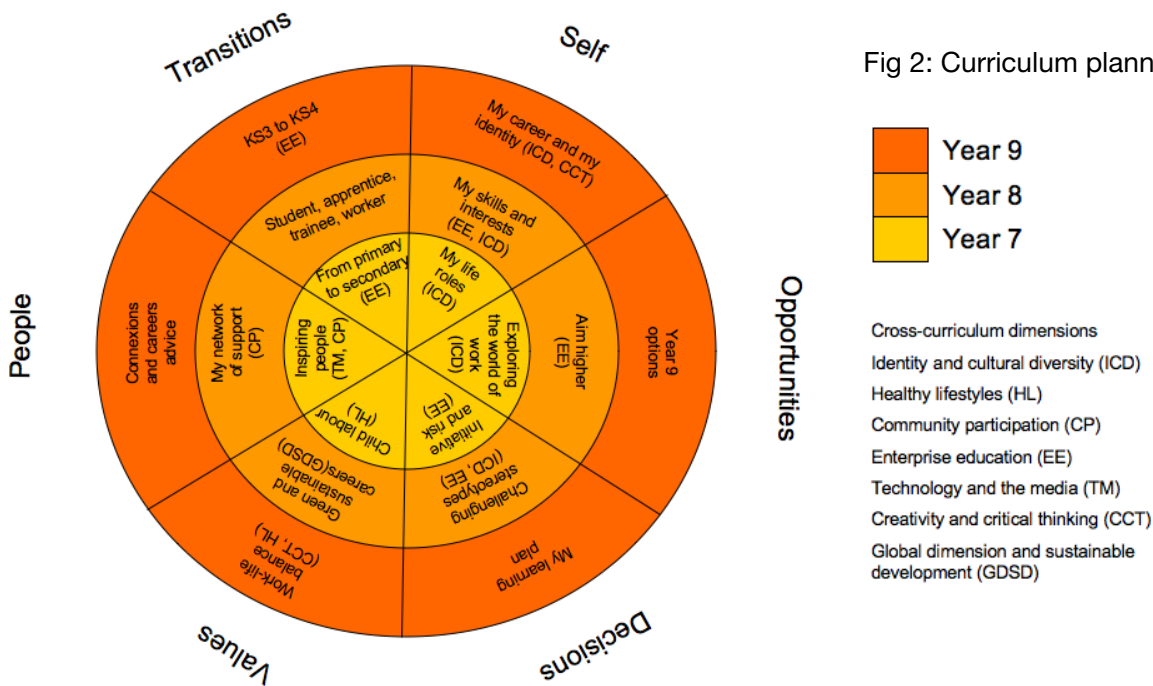 Transitions
Self
Fig 2: Curriculum plann
Year 9
Year 8
Year 7
KS3 to KS4
(EE)
My career and my
identity (ICD, CCT)
Student, apprentice,
trainee, worker
My skills and
interests
(EE, ICD)
From primary
to secondary
(EE)
My life
roles
(ICD)
People
Connexions
and careers
advice
My network
of support
(CP)
Inspiring
people
(TM, CP)
Exploring
the world of
work
(ICD)
Aim higher
(EE)
Year 9
options
Opportunities
Child labour
(HL)
Initiative
and risk
(EE)
Green and
sustainable
careers(GDSD)
Challenging
stereotypes
(ICD, EE)
Work-life
balance
(CCT, HL)
My learning
plan
Values
Decisions
Cross-curriculum dimensions
Identity and cultural diversity (ICD)
Healthy lifestyles (HL)
Community participation (CP)
Enterprise education (EE)
Technology and the media (TM)
Creativity and critical thinking (CCT)
Global dimension and sustainable
development (GDSD)